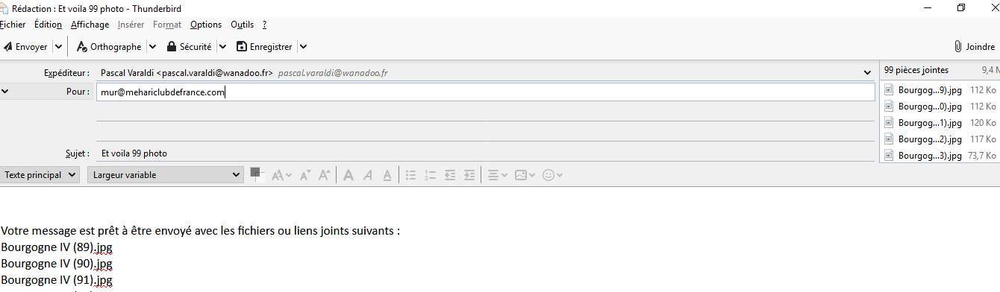 Rédaction : Et voila 99 photo - Thunderbird
Fichier Édition Affichage Insérer Format Options Outils ?
Envoyer Orthographe Sécurité Enregistrer Joindre
Expéditeur : Pascal Varaldi <pascal.varaldi@wanadoo.fr> pascal.varaldi@wanadoo.fr
99 pièces jointes 9,4 M
Pour : mur@mehariclubdefrance.com
Bourgog...9).jpg 112 Ko
Bourgog...0).jpg 112 Ko
Bourgog...1).jpg 120 Ko
Bourgog...2).jpg 117 Ko
Bourgog...3).jpg 73,7 Ko
Sujet : Et voila 99 photo
Texte principal Largeur variable
Votre message est prêt à être envoyé avec les fichiers ou liens joints suivants :
Bourgogne IV (89).jpg
Bourgogne IV (90).jpg
Bourgogne IV (91).jpg